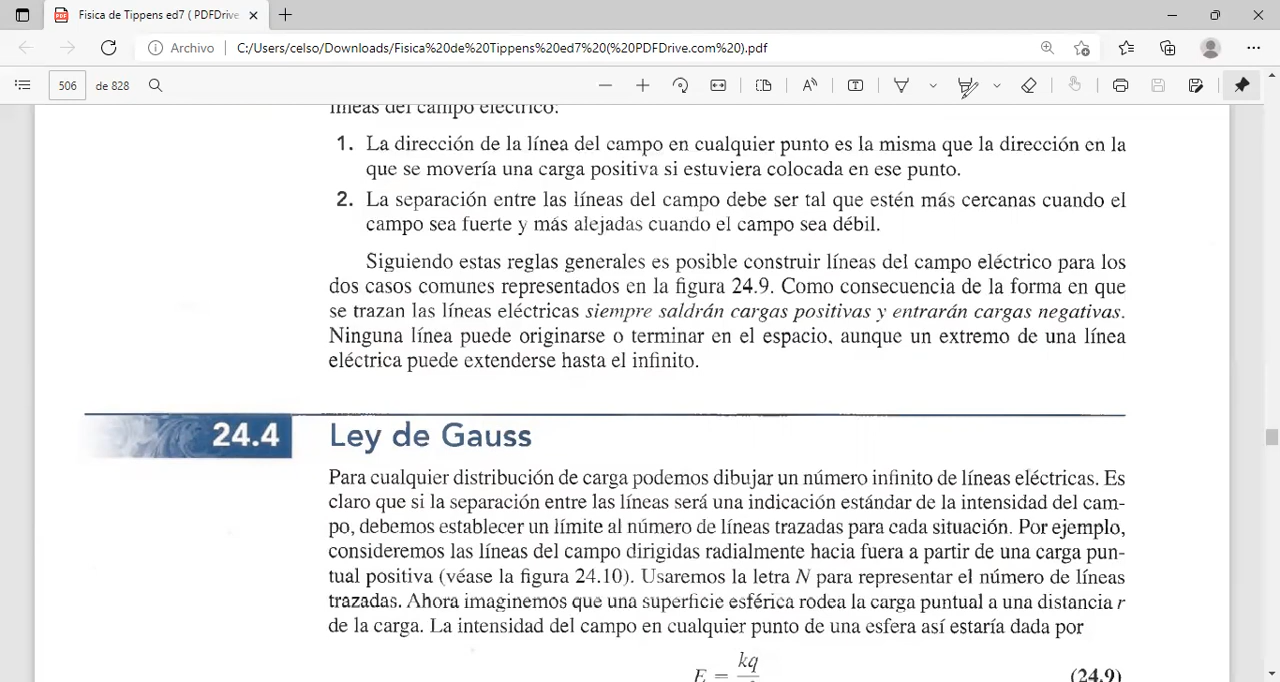 Fisica de Tippens ed7 ( PDFDrive
Archivo C:/Users/celso/Downloads/Fisica%20de%20Tippens%20ed7%20(%20PDFDrive.com%20).pdf
506 de 828
líneas del campo eléctrico:
1. La dirección de la línea del campo en cualquier punto es la misma que la dirección en la
que se movería una carga positiva si estuviera colocada en ese punto.
2. La separación entre las líneas del campo debe ser tal que estén más cercanas cuando el
campo sea fuerte y más alejadas cuando el campo sea débil.
Siguiendo estas reglas generales es posible construir líneas del campo eléctrico para los
dos casos comunes representados en la figura 24.9. Como consecuencia de la forma en que
se trazan las líneas eléctricas siempre saldrán cargas positivas y entrarán cargas negativas.
Ninguna línea puede originarse o terminar en el espacio, aunque un extremo de una línea
eléctrica puede extenderse hasta el infinito.
24.4 Ley de Gauss
Para cualquier distribución de carga podemos dibujar un número infinito de líneas eléctricas. Es
claro que si la separación entre las líneas será una indicación estándar de la intensidad del cam-
po, debemos establecer un límite al número de líneas trazadas para cada situación. Por ejemplo,
consideremos las líneas del campo dirigidas radialmente hacia fuera a partir de una carga pun-
tual positiva (véase la figura 24.10). Usaremos la letra N para representar el número de líneas
trazadas. Ahora imaginemos que una superficie esférica rodea la carga puntual a una distancia r
de la carga. La intensidad del campo en cualquier punto de una esfera así estaría dada por
kq
E = (24.9)